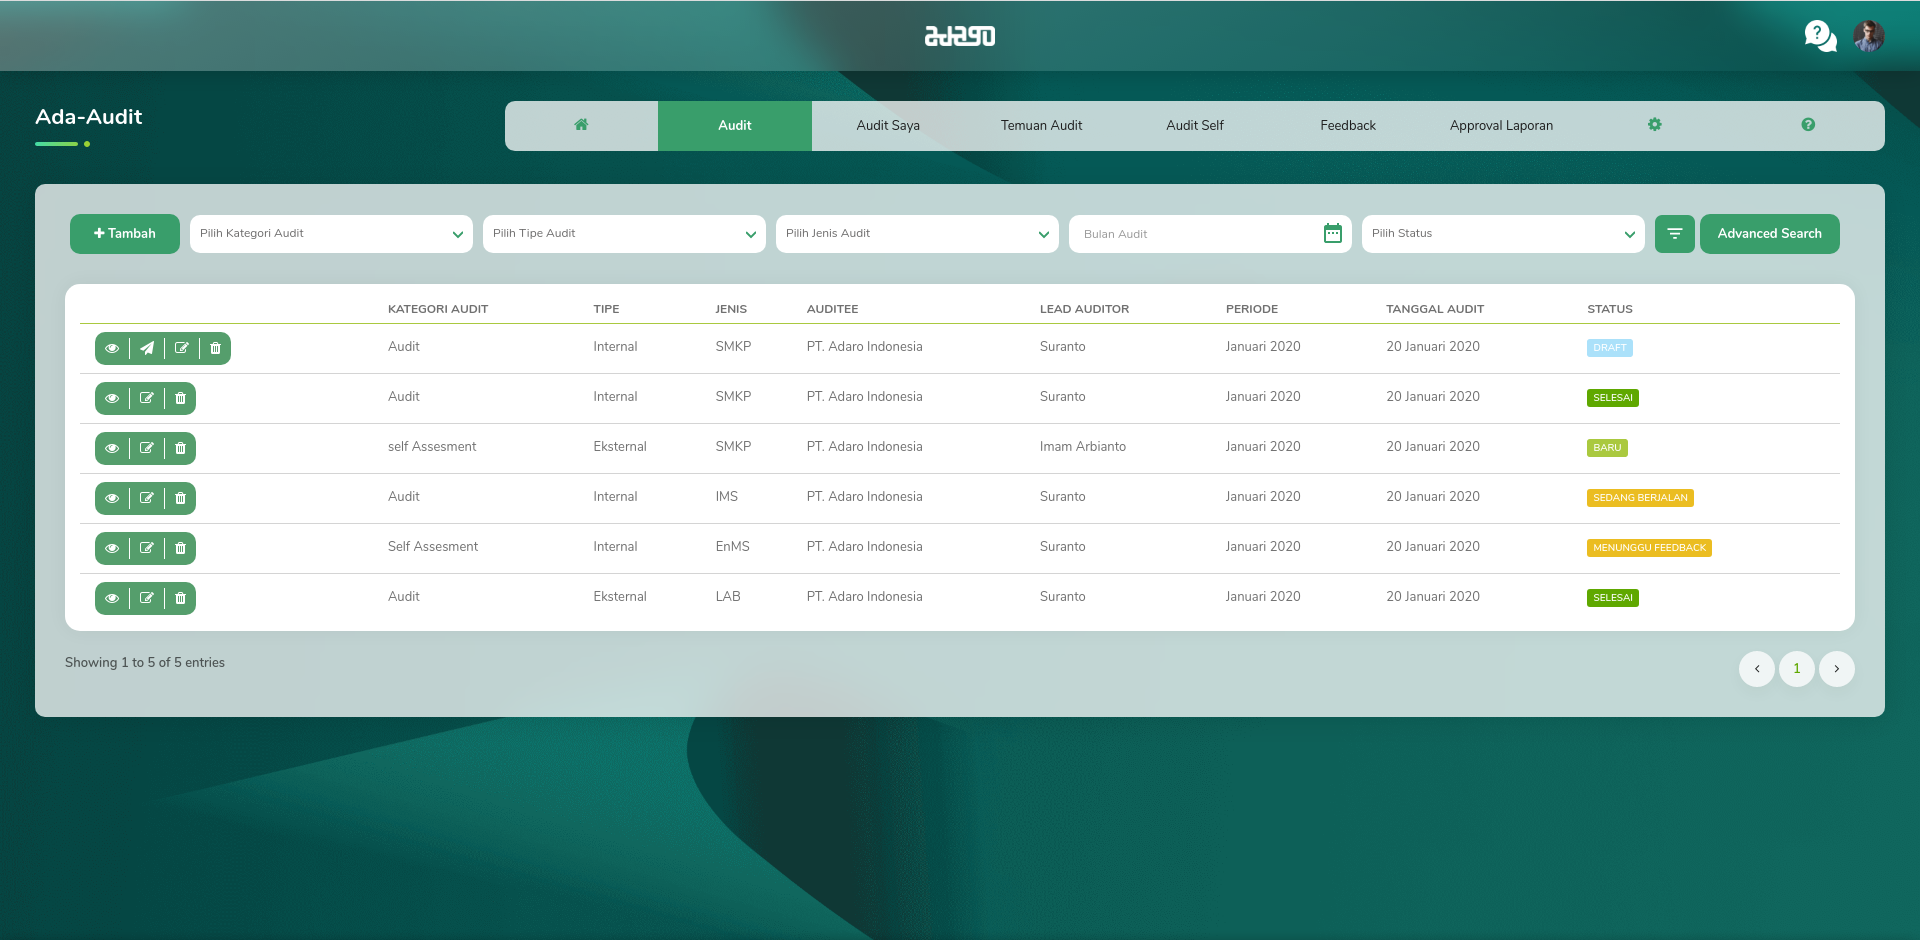 adago
?
Ada-Audit
Audit
Audit Saya
Temuan Audit
Audit Self
Feedback
Approval Laporan
?
+ Tambah
Pilih Kategori Audit
Pilih Tipe Audit
Pilih Jenis Audit
Bulan Audit
Pilih Status
Advanced Search
KATEGORI AUDIT TIPE JENIS AUDITEE LEAD AUDITOR PERIODE TANGGAL AUDIT STATUS
Audit Internal SMKP PT. Adaro Indonesia Suranto Januari 2020 20 Januari 2020 DRAFT
Audit Internal SMKP PT. Adaro Indonesia Suranto Januari 2020 20 Januari 2020 SELESAI
self Assesment Eksternal SMKP PT. Adaro Indonesia Imam Arbianto Januari 2020 20 Januari 2020 BARU
Audit Internal IMS PT. Adaro Indonesia Suranto Januari 2020 20 Januari 2020 SEDANG BERJALAN
Self Assesment Internal EnMS PT. Adaro Indonesia Suranto Januari 2020 20 Januari 2020 MENUNGGU FEEDBACK
Audit Eksternal LAB PT. Adaro Indonesia Suranto Januari 2020 20 Januari 2020 SELESAI
Showing 1 to 5 of 5 entries
‹ 1 ›